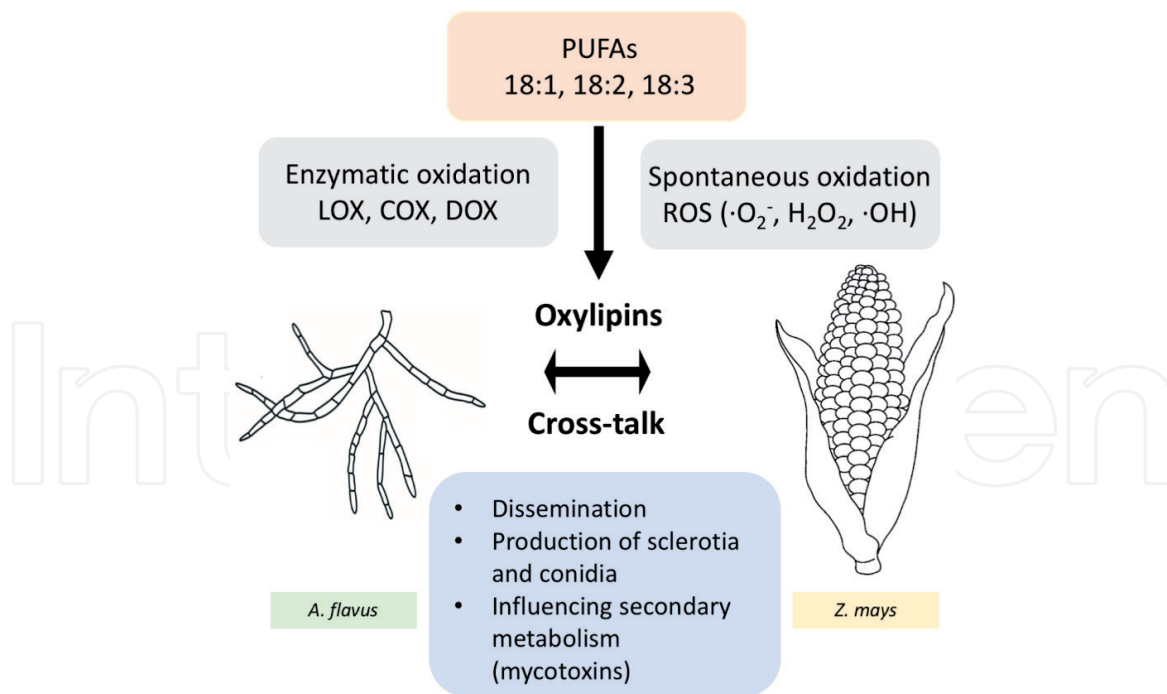 PUFAs
18:1, 18:2, 18:3
Enzymatic oxidation
LOX, COX, DOX
Spontaneous oxidation
ROS (·O₂⁻, H₂O₂, ·OH)
Oxylipins
Cross-talk
• Dissemination
• Production of sclerotia
and conidia
• Influencing secondary
metabolism
(mycotoxins)
A. flavus
Z. mays